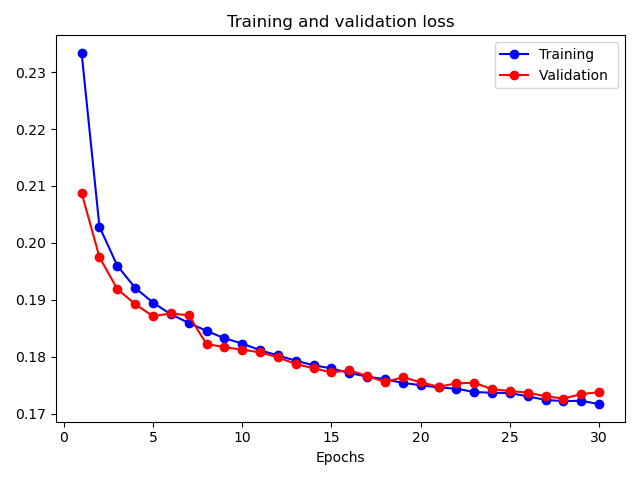 Training and validation loss
Training
Validation
0.23
0.22
0.21
0.20
0.19
0.18
0.17
0 5 10 15 20 25 30
Epochs